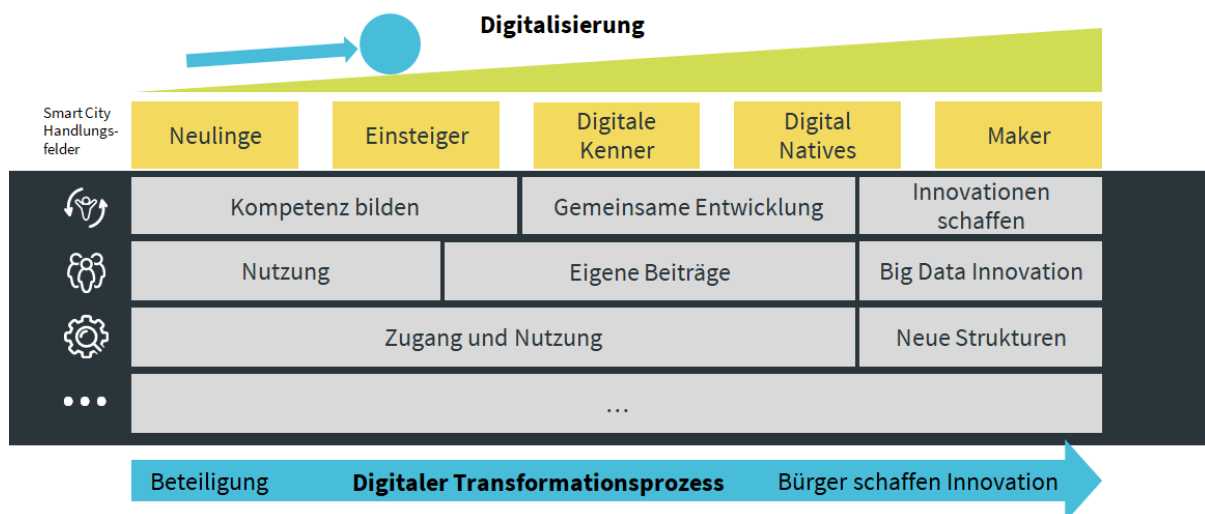 Digitalisierung
Smart City
Handlungs-
felder
Neulinge
Einsteiger
Digitale
Kenner
Digital
Natives
Maker
Kompetenz bilden
Gemeinsame Entwicklung
Innovationen
schaffen
Nutzung
Eigene Beiträge
Big Data Innovation
Zugang und Nutzung
Neue Strukturen
...
Beteiligung
Digitaler Transformationsprozess
Bürger schaffen Innovation